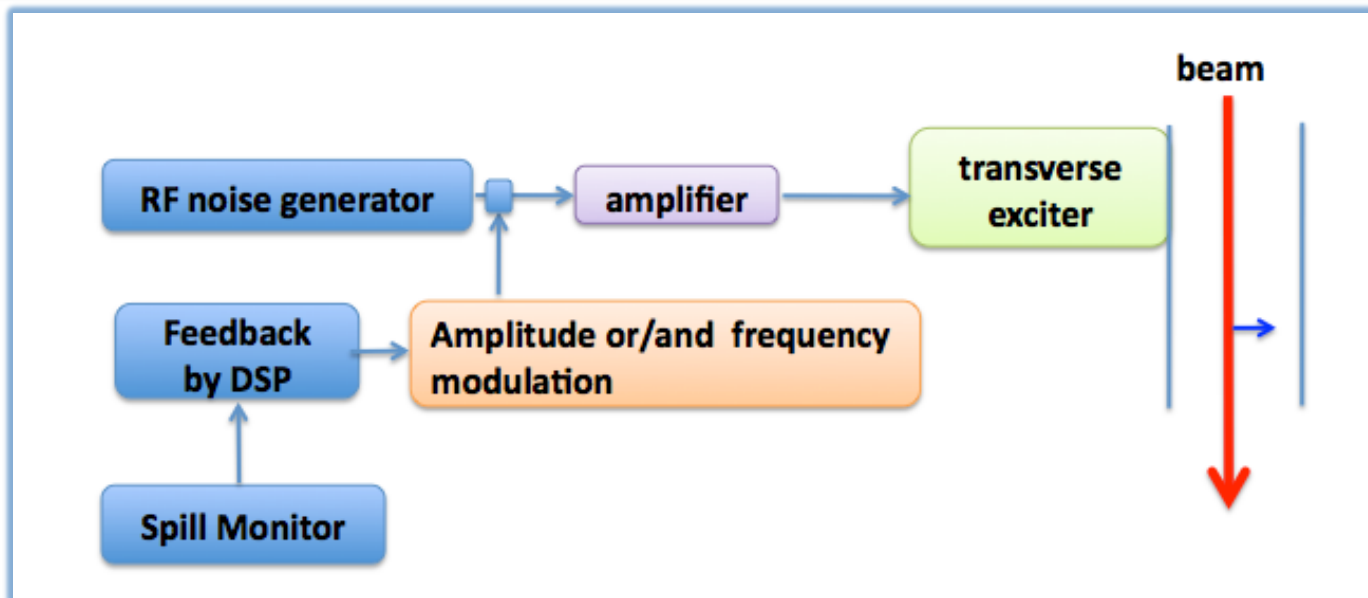 beam
RF noise generator
amplifier
transverse
exciter
Feedback
by DSP
Amplitude or/and frequency
modulation
Spill Monitor